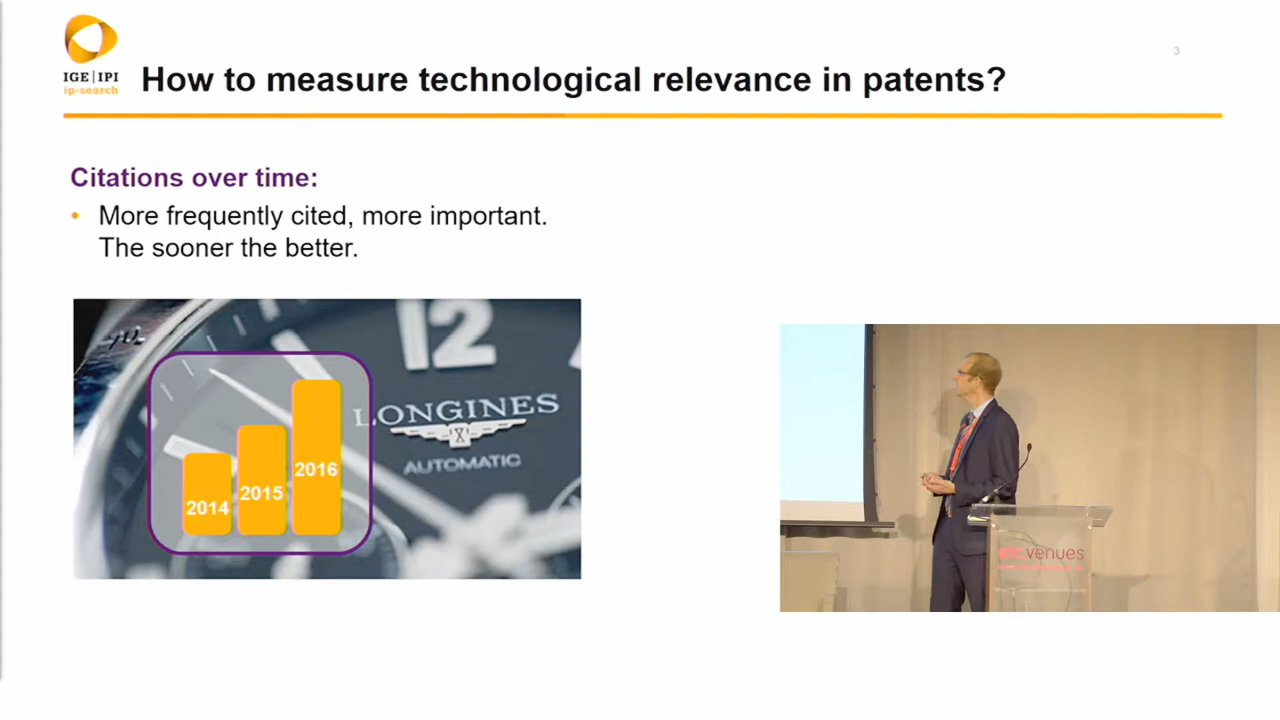 IGE | IPI
ip-search
How to measure technological relevance in patents?
3
Citations over time:
• More frequently cited, more important.
The sooner the better.
12
LONGINES
AUTOMATIC
2014
2015
2016
etc.venues